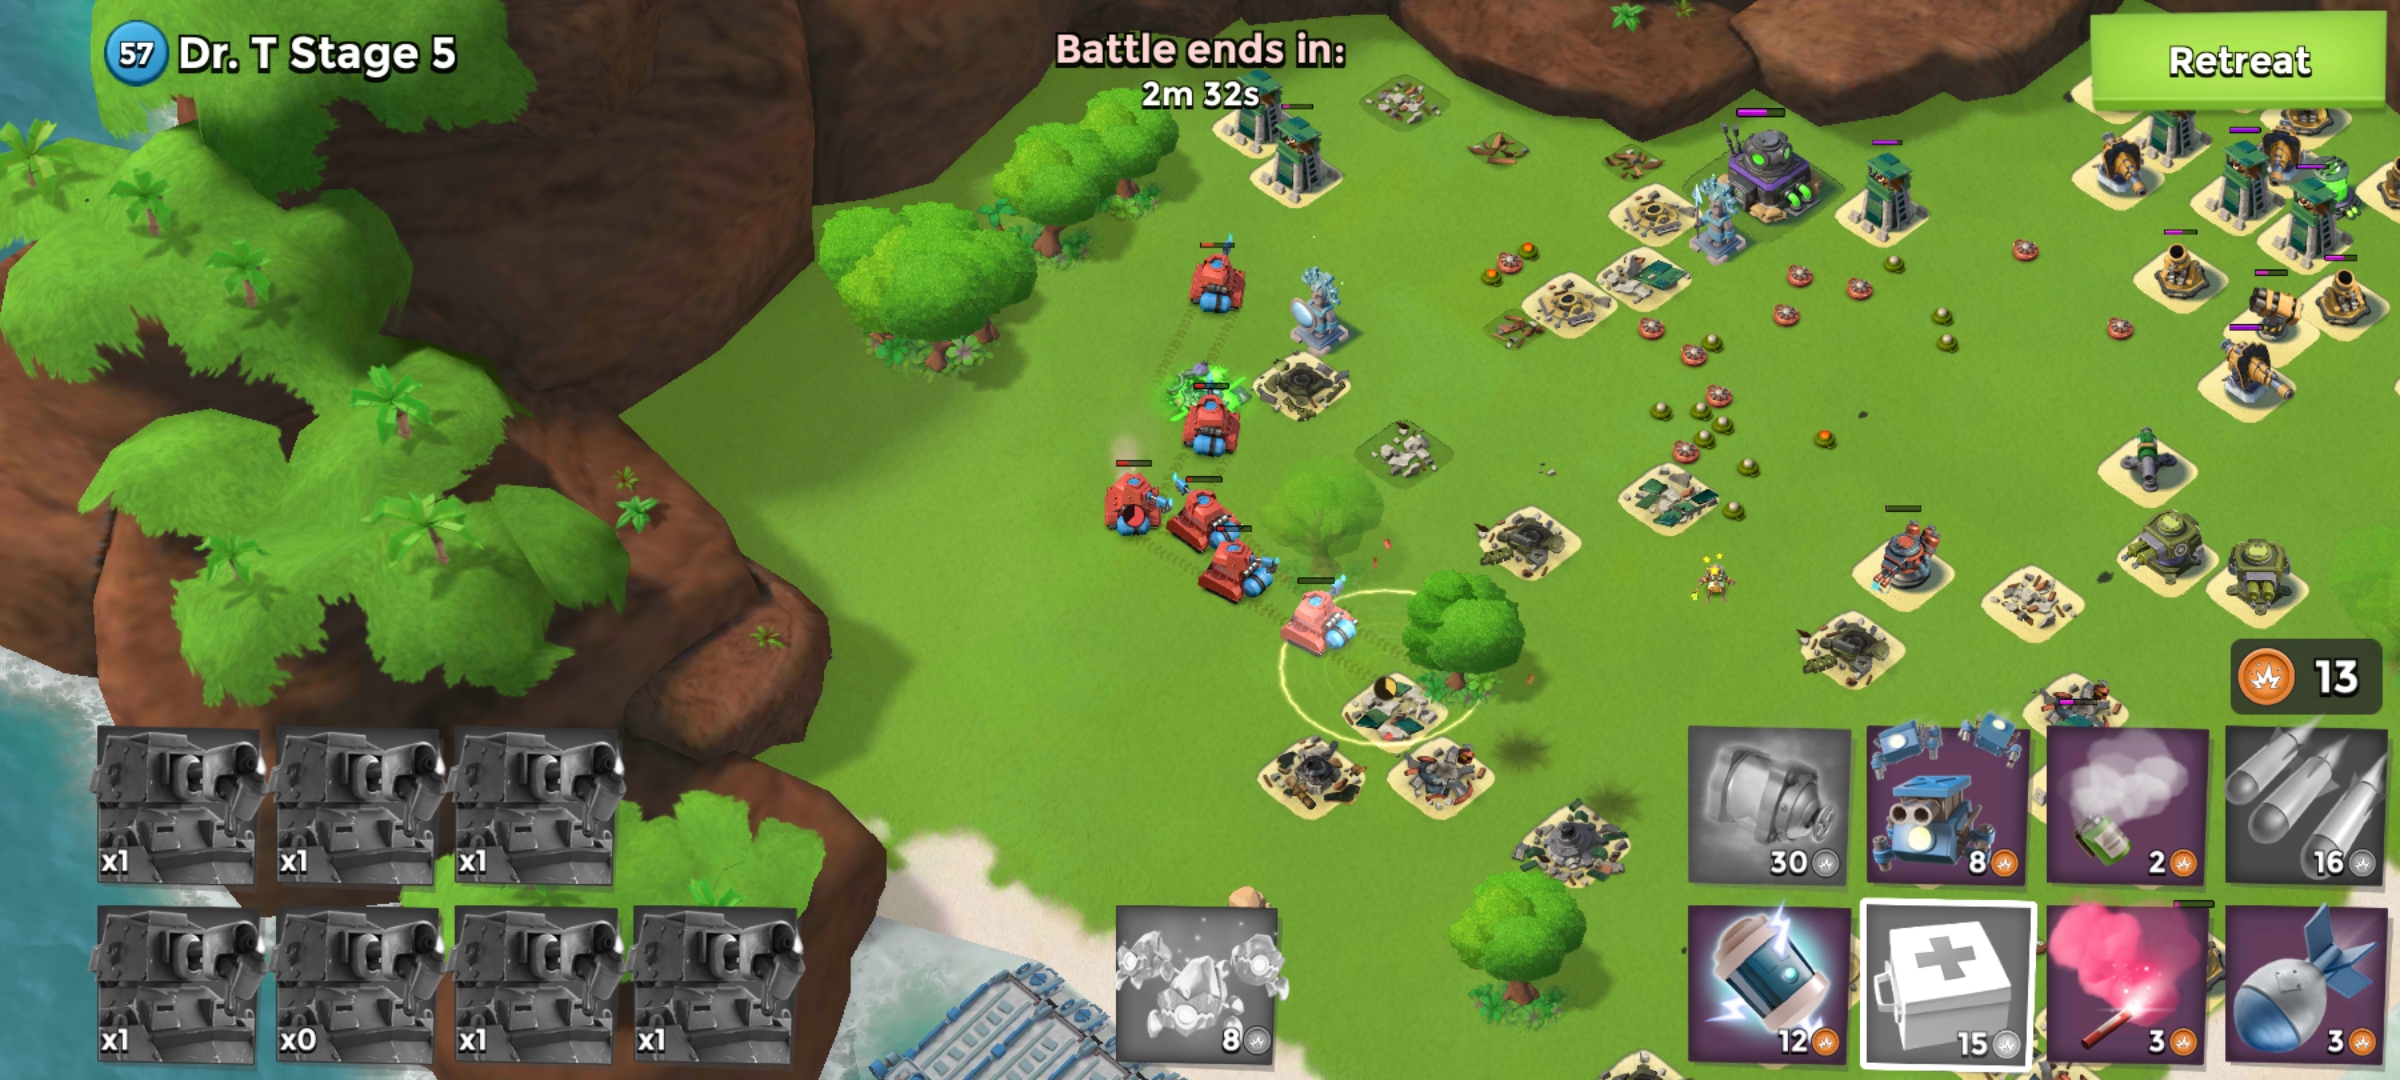 57 Dr. T Stage 5
Battle ends in:
2m 32s
Retreat
13
x1 x1 x1
30 8 2 16
x1 x0 x1 x1
8
12 15 3 3